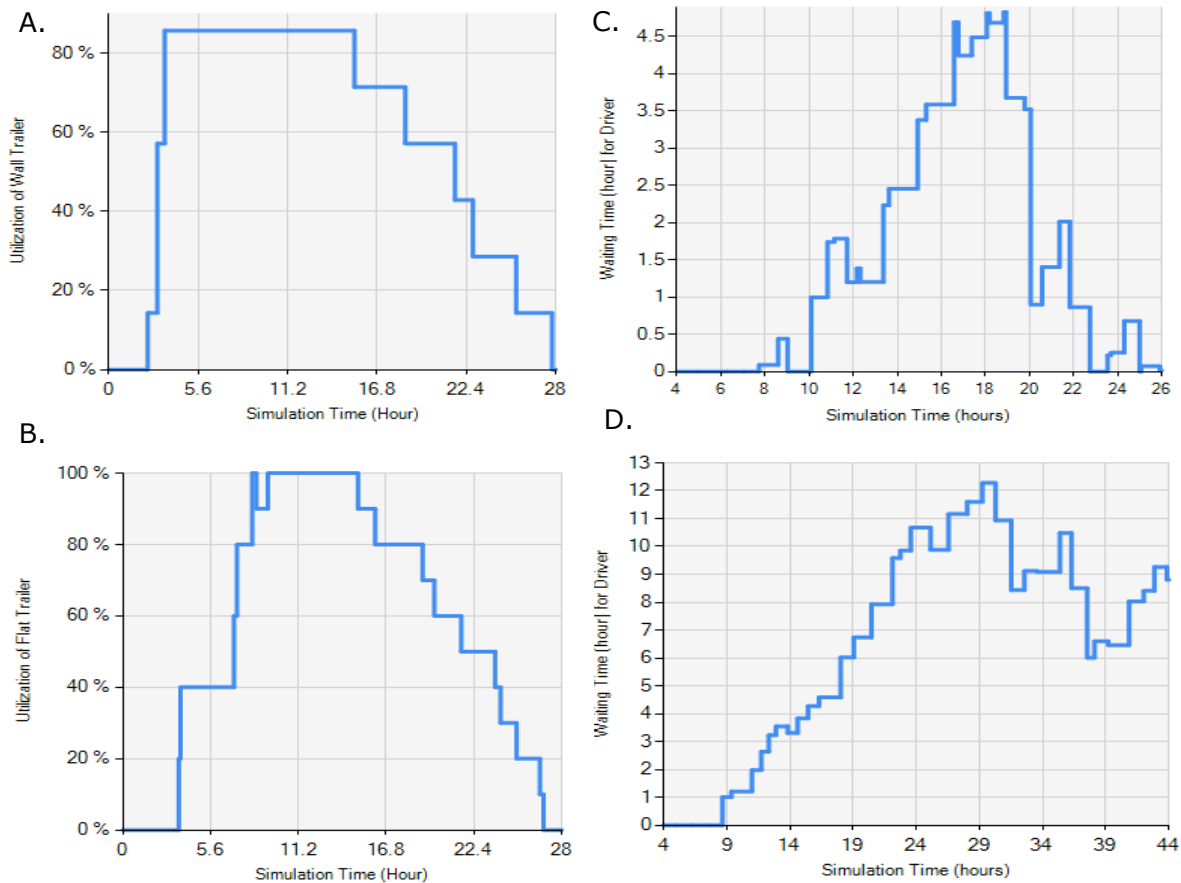 A.
80 %
60 %
40 %
20 %
0 %
Utilization of Wall Trailer
0 5.6 11.2 16.8 22.4 28
Simulation Time (Hour)
B.
100 %
80 %
60 %
40 %
20 %
0 %
Utilization of Flat Trailer
0 5.6 11.2 16.8 22.4 28
Simulation Time (Hour)
C.
4.5
4
3.5
3
2.5
2
1.5
1
0.5
0
Waiting Time (hour| for Driver
4 6 8 10 12 14 16 18 20 22 24 26
Simulation Time (hours)
D.
13
12
11
10
9
8
7
6
5
4
3
2
1
0
Waiting Time (hour| for Driver
4 9 14 19 24 29 34 39 44
Simulation Time (hours)